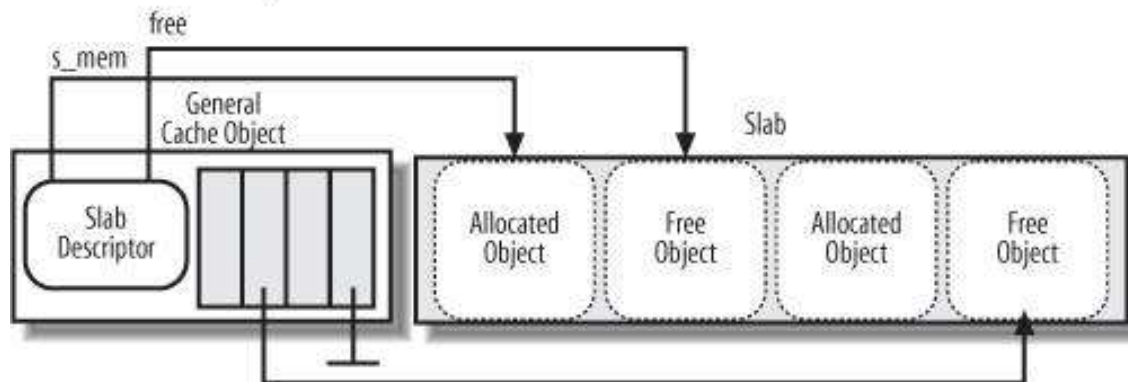 free
s_mem
General
Cache Object
Slab
Slab
Descriptor
Allocated
Object
Free
Object
Allocated
Object
Free
Object